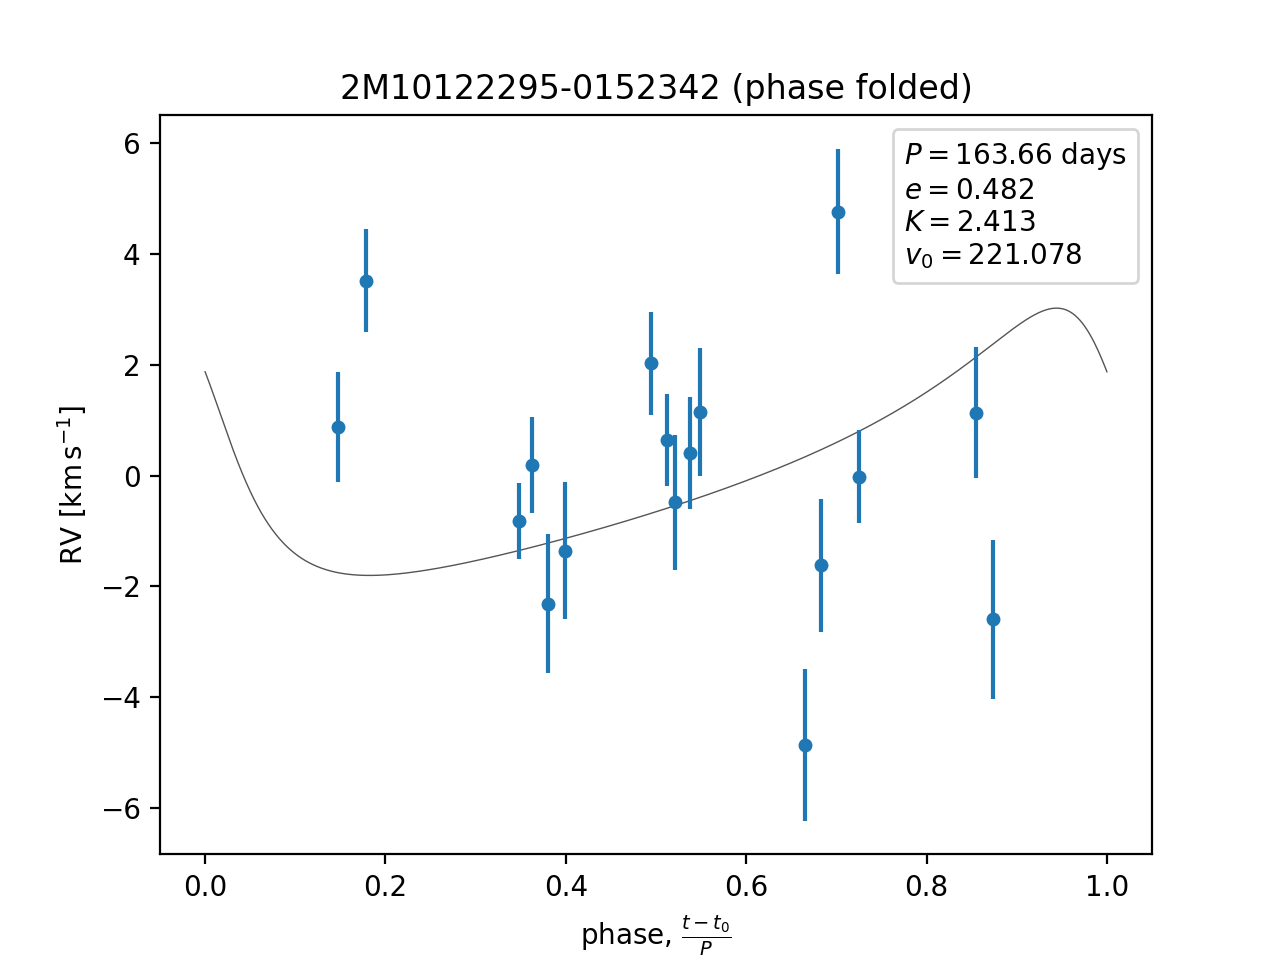 2M10122295-0152342 (phase folded)
P = 163.66 days
e = 0.482
K = 2.413
v₀ = 221.078
6
4
2
0
−2
−4
−6
RV [km s⁻¹]
0.0 0.2 0.4 0.6 0.8 1.0
phase, (t − t₀)/P